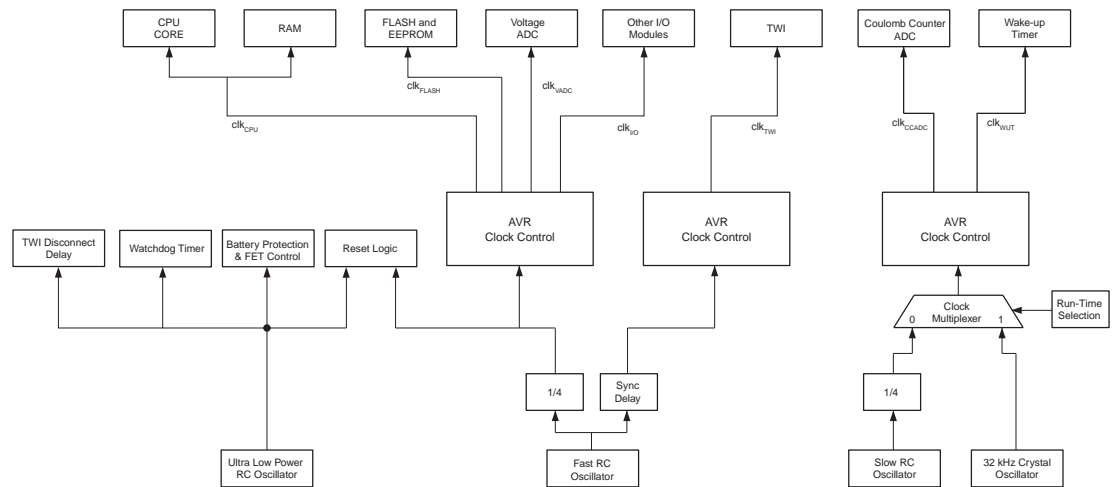 CPU
CORE
RAM
FLASH and
EEPROM
Voltage
ADC
Other I/O
Modules
TWI
Coulomb Counter
ADC
Wake-up
Timer
clkCPU
clkFLASH
clkVADC
clkI/O
clkTWI
clkCCADC
clkWUT
AVR
Clock Control
AVR
Clock Control
AVR
Clock Control
TWI Disconnect
Delay
Watchdog Timer
Battery Protection
& FET Control
Reset Logic
Clock
Multiplexer
0
1
Run-Time
Selection
1/4
Sync
Delay
1/4
Ultra Low Power
RC Oscillator
Fast RC
Oscillator
Slow RC
Oscillator
32 kHz Crystal
Oscillator